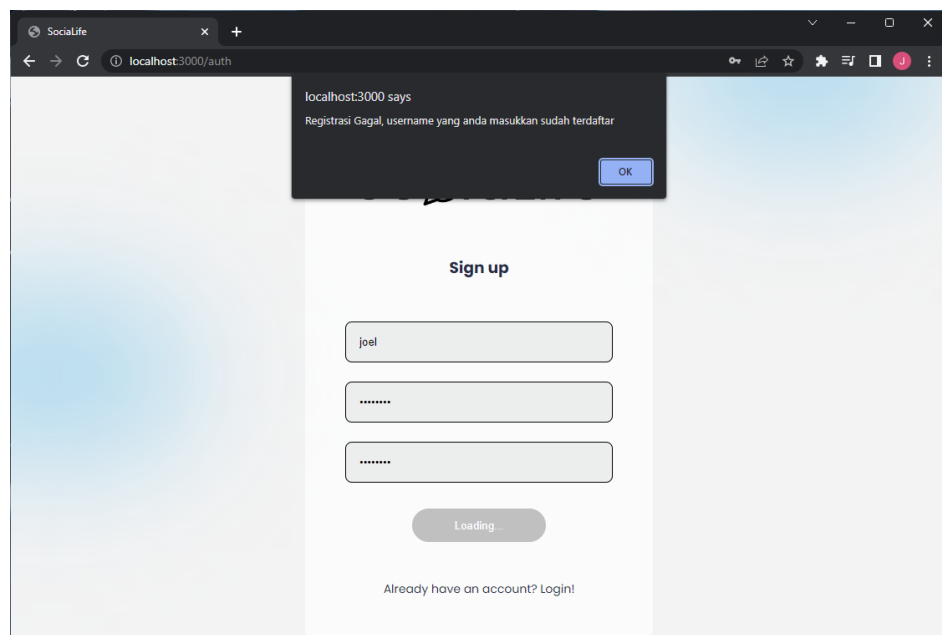 SociaLife
localhost:3000/auth
J
localhost:3000 says
Registrasi Gagal, username yang anda masukkan sudah terdaftar
OK
Sign up
joel
••••••••
••••••••
Loading...
Already have an account? Login!